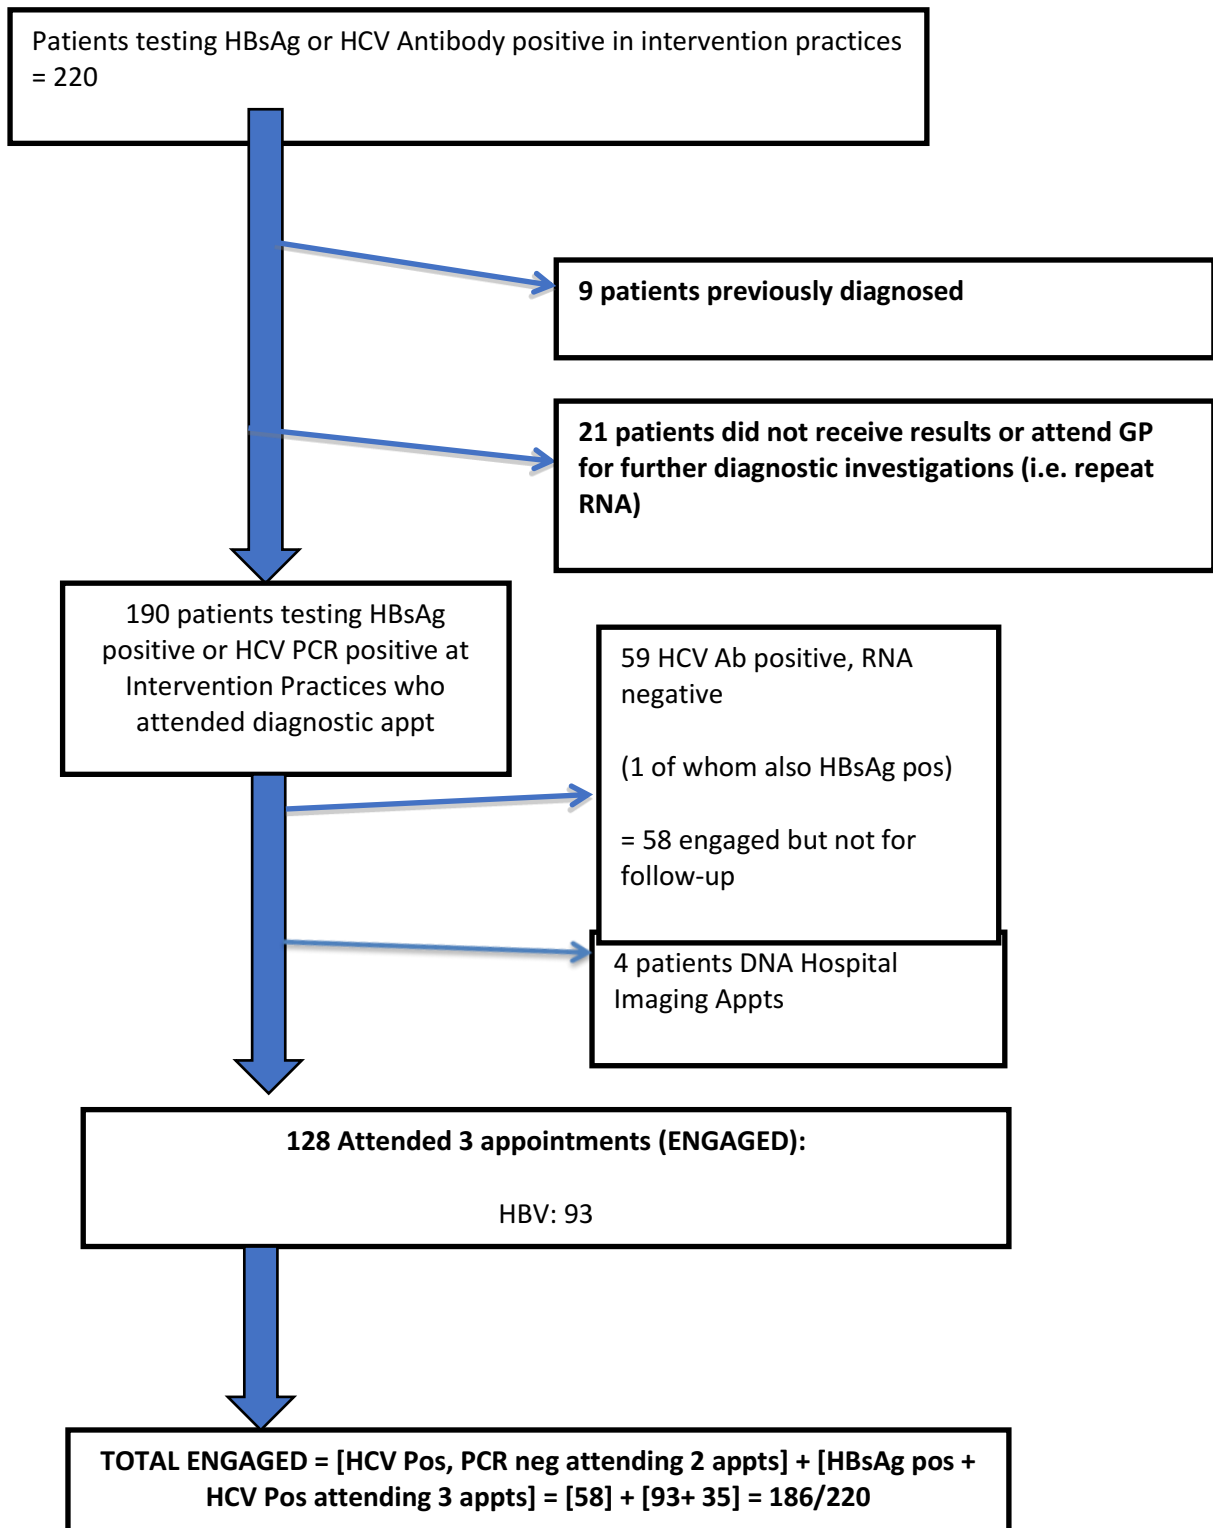 Patients testing HBsAg or HCV Antibody positive in intervention practices
= 220
9 patients previously diagnosed
21 patients did not receive results or attend GP
for further diagnostic investigations (i.e. repeat
RNA)
190 patients testing HBsAg
positive or HCV PCR positive at
Intervention Practices who
attended diagnostic appt
59 HCV Ab positive, RNA
negative
(1 of whom also HBsAg pos)
= 58 engaged but not for
follow-up
4 patients DNA Hospital
Imaging Appts
128 Attended 3 appointments (ENGAGED):
HBV: 93
TOTAL ENGAGED = [HCV Pos, PCR neg attending 2 appts] + [HBsAg pos +
HCV Pos attending 3 appts] = [58] + [93+ 35] = 186/220